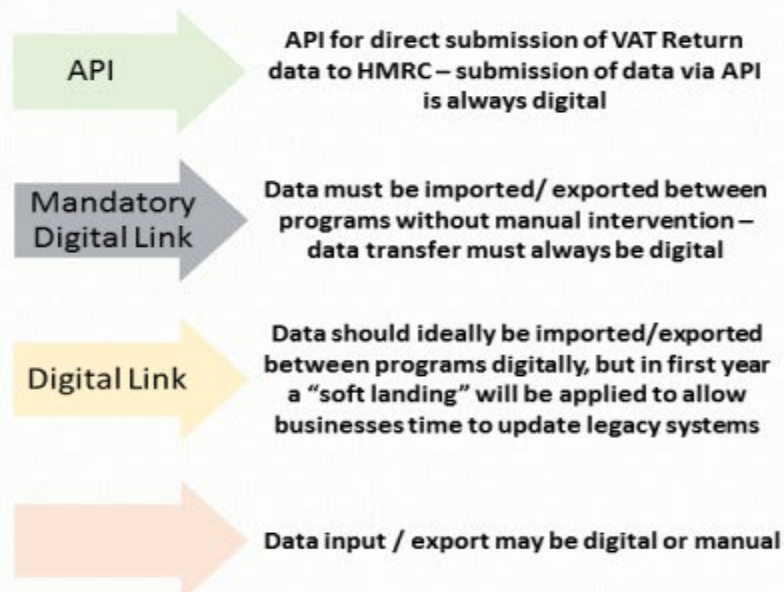 API
API for direct submission of VAT Return
data to HMRC – submission of data via API
is always digital
Mandatory
Digital Link
Data must be imported/ exported between
programs without manual intervention –
data transfer must always be digital
Digital Link
Data should ideally be imported/exported
between programs digitally, but in first year
a “soft landing” will be applied to allow
businesses time to update legacy systems
Data input / export may be digital or manual